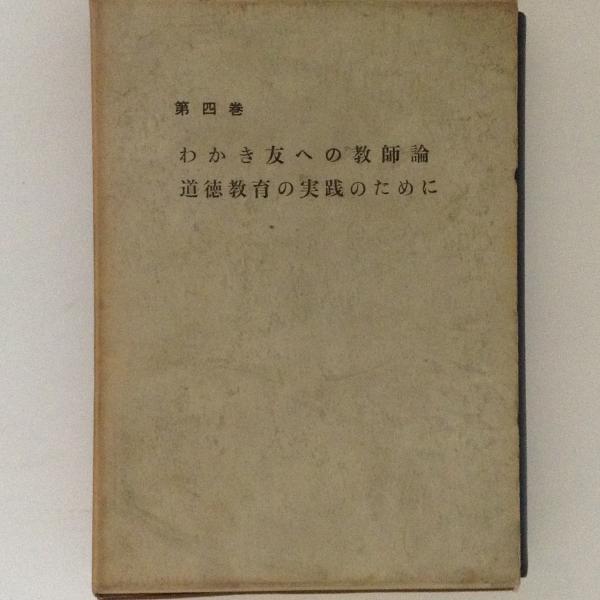 第四巻
わかき友への教師論
道徳教育の実践のために